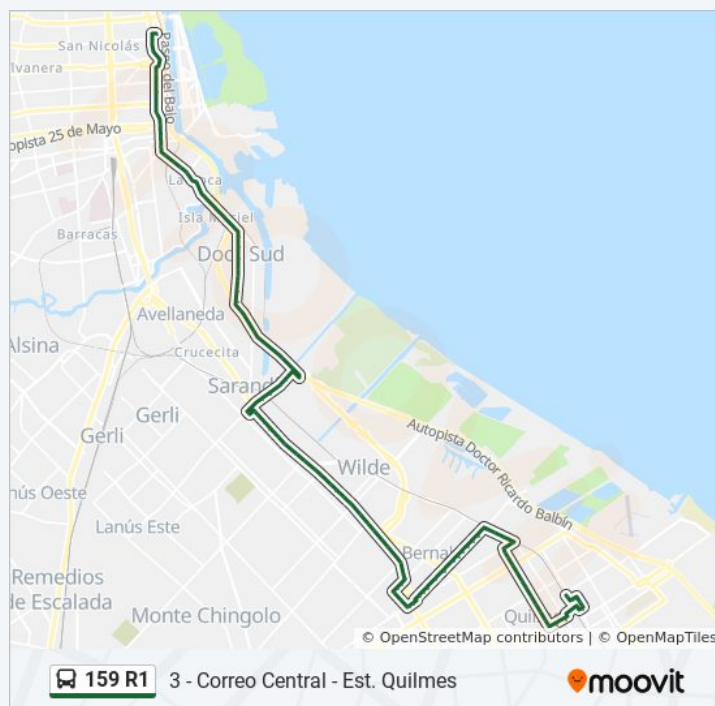 San Nicolás
lvanera
Paseo del Bajo
opista 25 de Mayo
La Boca
Isla Maciel
Barracas
Dock Sud
Avellaneda
Alsina
Crucecita
Sarandí
Gerli
Gerli
Autopista Doctor Ricardo Balbín
Wilde
nús Oeste
Lanús Este
Bernal
Remedios
de Escalada
Monte Chingolo
Quilm
© OpenStreetMap contributors | © OpenMapTiles
159 R1 3 - Correo Central - Est. Quilmes
moovit